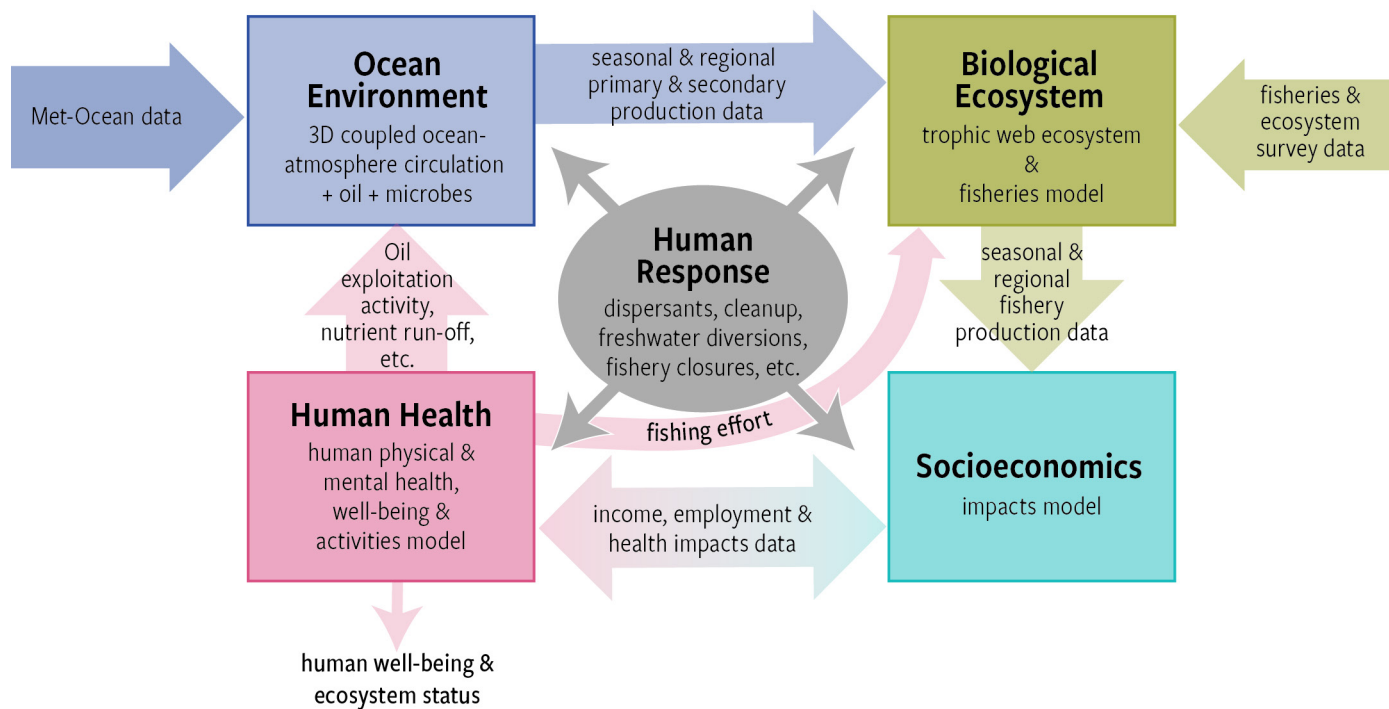 Met-Ocean data
Ocean
Environment
3D coupled ocean-
atmosphere circulation
+ oil + microbes
seasonal & regional
primary & secondary
production data
Biological
Ecosystem
trophic web ecosystem
&
fisheries model
fisheries &
ecosystem
survey data
Human
Response
dispersants, cleanup,
freshwater diversions,
fishery closures, etc.
Oil
exploitation
activity,
nutrient run-off,
etc.
seasonal &
regional
fishery
production data
Human Health
human physical &
mental health,
well-being &
activities model
fishing effort
income, employment &
health impacts data
Socioeconomics
impacts model
human well-being &
ecosystem status